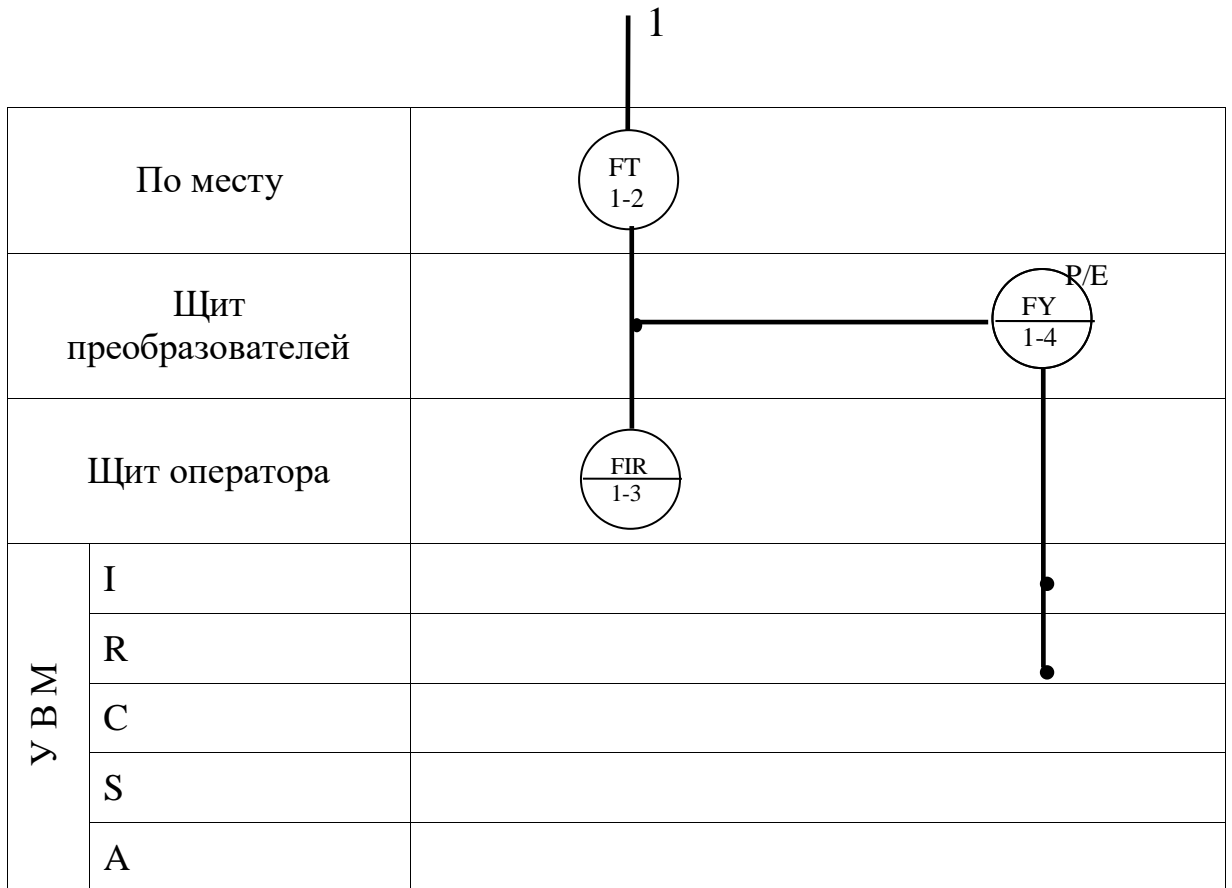 1
По месту
FT
1-2
Щит
преобразователей
P/E
FY
1-4
Щит оператора
FIR
1-3
У В М
I
R
C
S
A